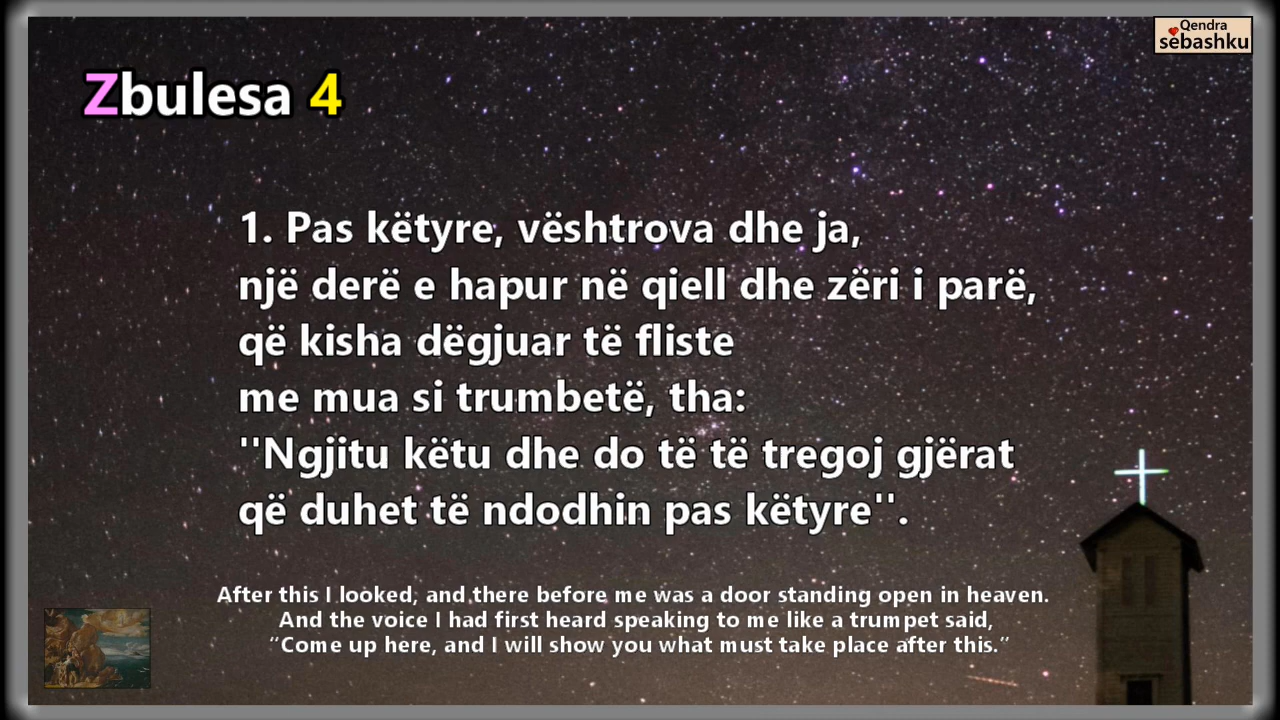 Qendra
sebashku
Zbulesa 4
1. Pas këtyre, vështrova dhe ja,
një derë e hapur në qiell dhe zëri i parë,
që kisha dëgjuar të fliste
me mua si trumbetë, tha:
''Ngjitu këtu dhe do të të tregoj gjërat
që duhet të ndodhin pas këtyre''.
After this I looked, and there before me was a door standing open in heaven.
And the voice I had first heard speaking to me like a trumpet said,
“Come up here, and I will show you what must take place after this.”